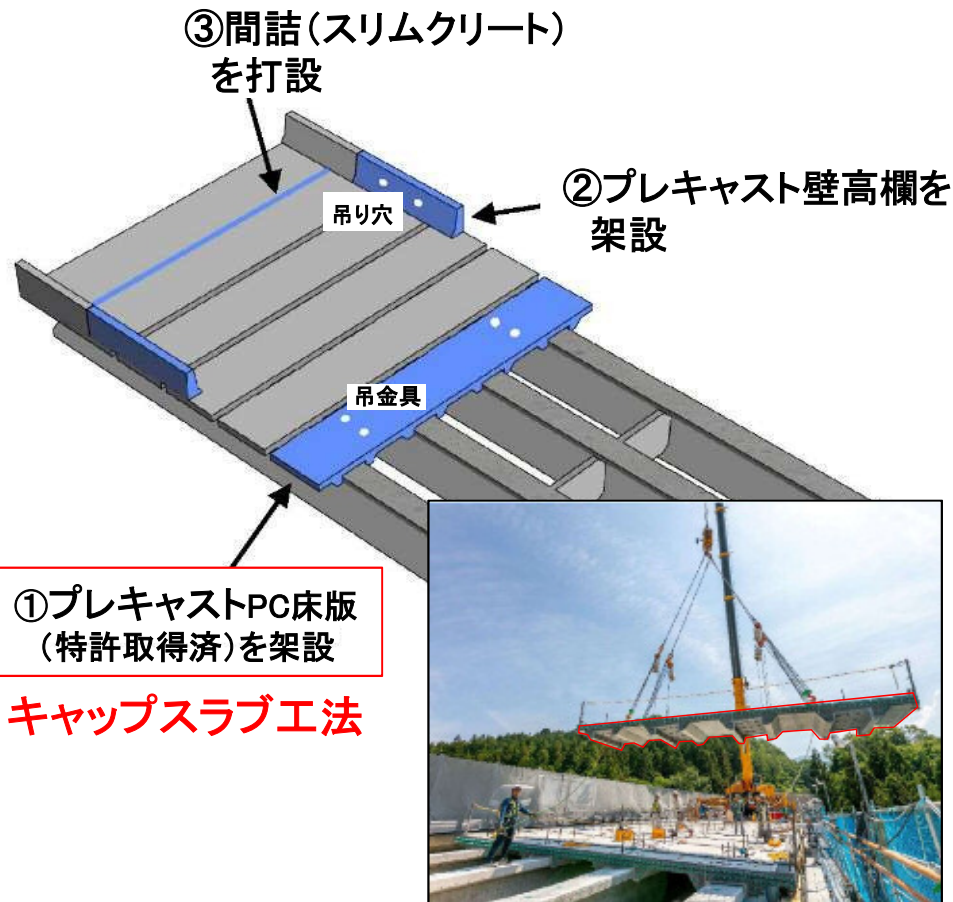 ③間詰（スリムクリート）
を打設
②プレキャスト壁高欄を
架設
吊り穴
吊金具
①プレキャストPC床版
（特許取得済）を架設
キャップスラブ工法